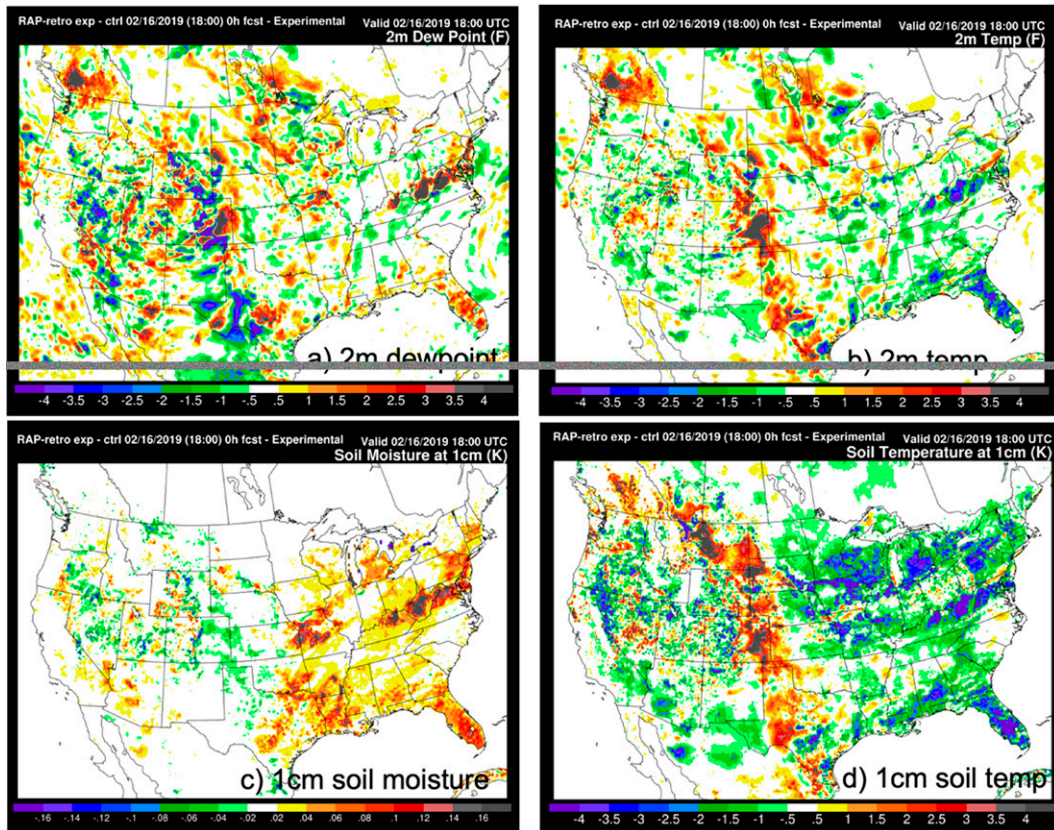 RAP-retro exp - ctrl 02/16/2019 (18:00) 0h fcst - Experimental Valid 02/16/2019 18:00 UTC
2m Dew Point (F)
a) 2m dewpoint
-4 -3.5 -3 -2.5 -2 -1.5 -1 -.5 .5 1 1.5 2 2.5 3 3.5 4
RAP-retro exp - ctrl 02/16/2019 (18:00) 0h fcst - Experimental Valid 02/16/2019 18:00 UTC
2m Temp (F)
b) 2m temp
-4 -3.5 -3 -2.5 -2 -1.5 -1 -.5 .5 1 1.5 2 2.5 3 3.5 4
RAP-retro exp - ctrl 02/16/2019 (18:00) 0h fcst - Experimental Valid 02/16/2019 18:00 UTC
Soil Moisture at 1cm (K)
c) 1cm soil moisture
-.16 -.14 -.12 -.1 -.08 -.06 -.04 -.02 .02 .04 .06 .08 .1 .12 .14 .16
RAP-retro exp - ctrl 02/16/2019 (18:00) 0h fcst - Experimental Valid 02/16/2019 18:00 UTC
Soil Temperature at 1cm (K)
d) 1cm soil temp
-4 -3.5 -3 -2.5 -2 -1.5 -1 -.5 .5 1 1.5 2 2.5 3 3.5 4